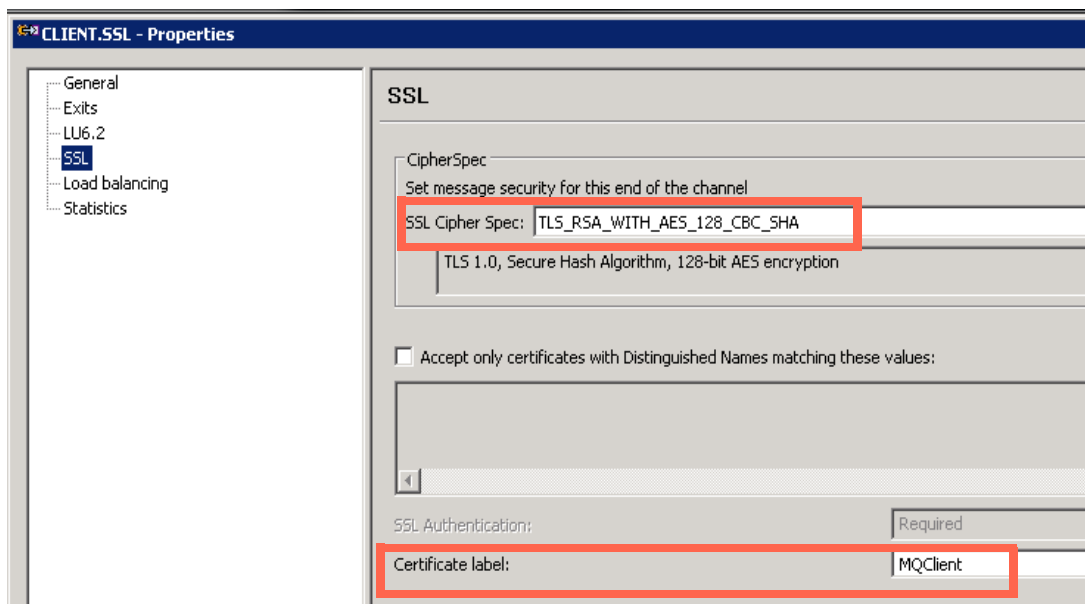 CLIENT.SSL - Properties
General
Exits
LU6.2
SSL
Load balancing
Statistics
SSL
CipherSpec
Set message security for this end of the channel
SSL Cipher Spec: TLS_RSA_WITH_AES_128_CBC_SHA
TLS 1.0, Secure Hash Algorithm, 128-bit AES encryption
Accept only certificates with Distinguished Names matching these values:
SSL Authentication: Required
Certificate label: MQClient